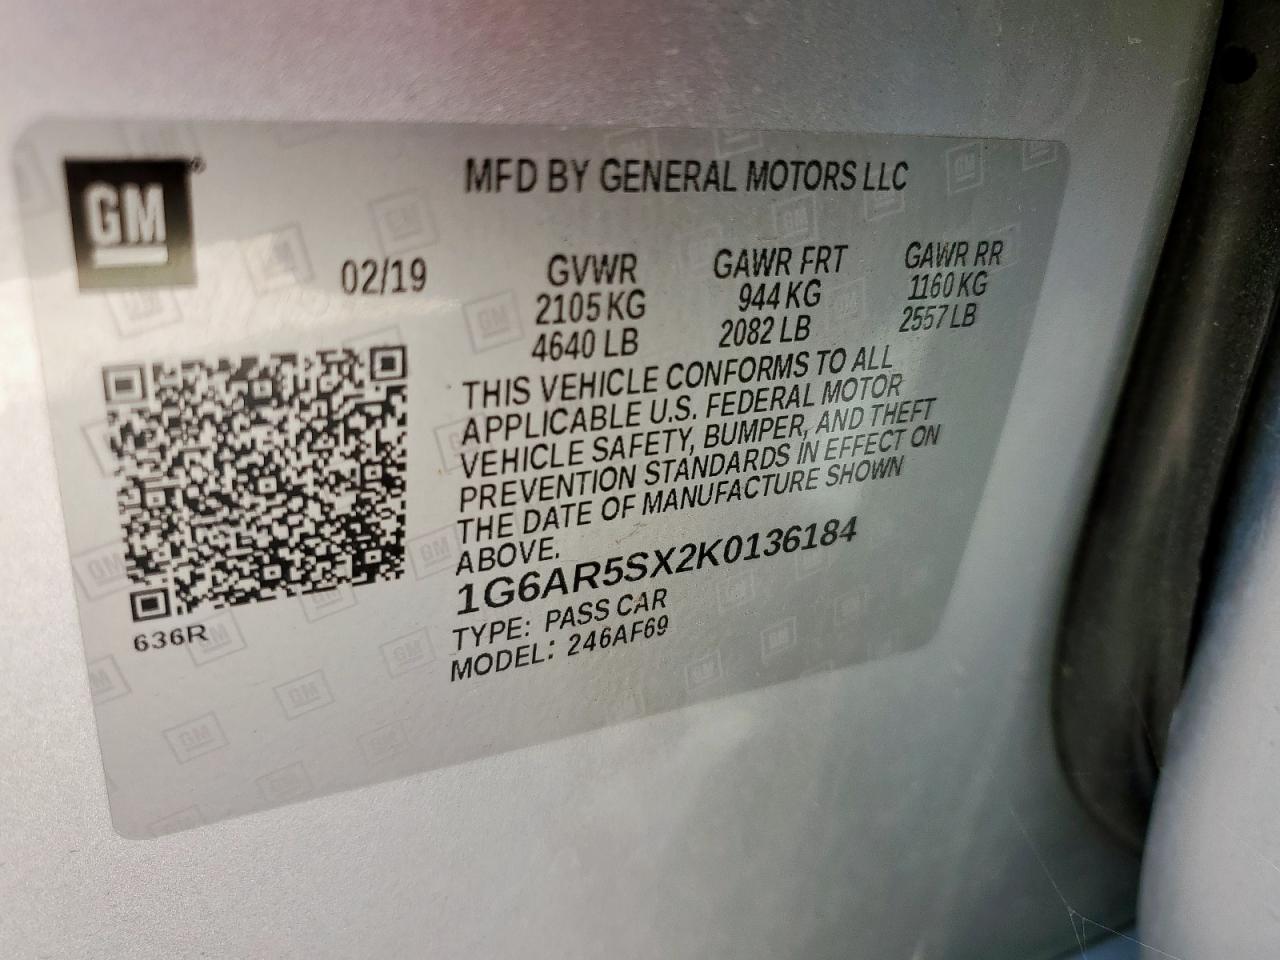 GM®
MFD BY GENERAL MOTORS LLC
02/19
GVWR
2105 KG
4640 LB
GAWR FRT
944 KG
2082 LB
GAWR RR
1160 KG
2557 LB
THIS VEHICLE CONFORMS TO ALL
APPLICABLE U.S. FEDERAL MOTOR
VEHICLE SAFETY, BUMPER, AND THEFT
PREVENTION STANDARDS IN EFFECT ON
THE DATE OF MANUFACTURE SHOWN
ABOVE.
1G6AR5SX2K0136184
TYPE: PASS CAR
MODEL: 246AF69
636R